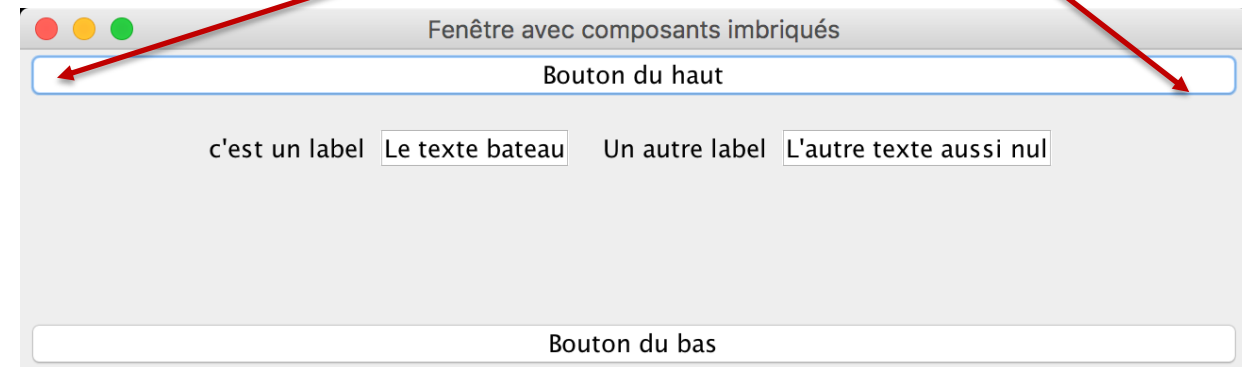 Fenêtre avec composants imbriqués
Bouton du haut
c'est un label Le texte bateau Un autre label L'autre texte aussi nul
Bouton du bas